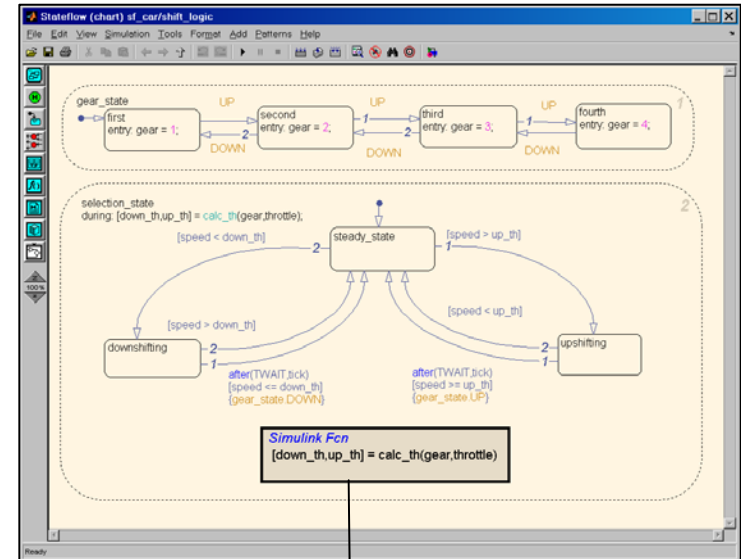 Stateflow (chart) sf_car/shift_logic
File Edit View Simulation Tools Format Add Patterns Help
100%
gear_state
1
first
entry: gear = 1;
UP
DOWN
2
second
entry: gear = 2;
1
UP
DOWN
2
third
entry: gear = 3;
1
UP
DOWN
fourth
entry: gear = 4;
selection_state
during: [down_th,up_th] = calc_th(gear,throttle);
2
[speed < down_th]
2
steady_state
1
[speed > up_th]
[speed > down_th]
[speed < up_th]
downshifting
2
1
after(TWAIT,tick)
[speed <= down_th]
{gear_state.DOWN}
after(TWAIT,tick)
[speed >= up_th]
{gear_state.UP}
2
1
upshifting
Simulink Fcn
[down_th,up_th] = calc_th(gear,throttle)
Ready